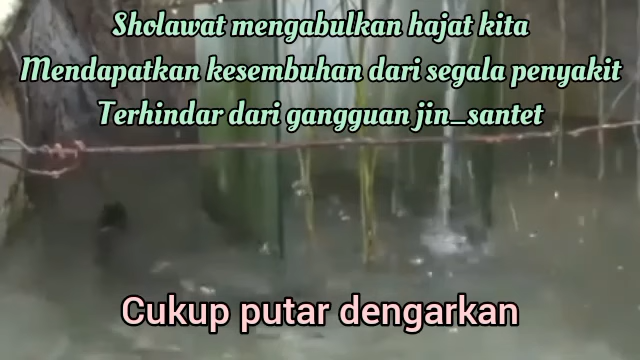 Sholawat mengabulkan hajat kita
Mendapatkan kesembuhan dari segala penyakit
Terhindar dari gangguan jin_santet
Cukup putar dengarkan